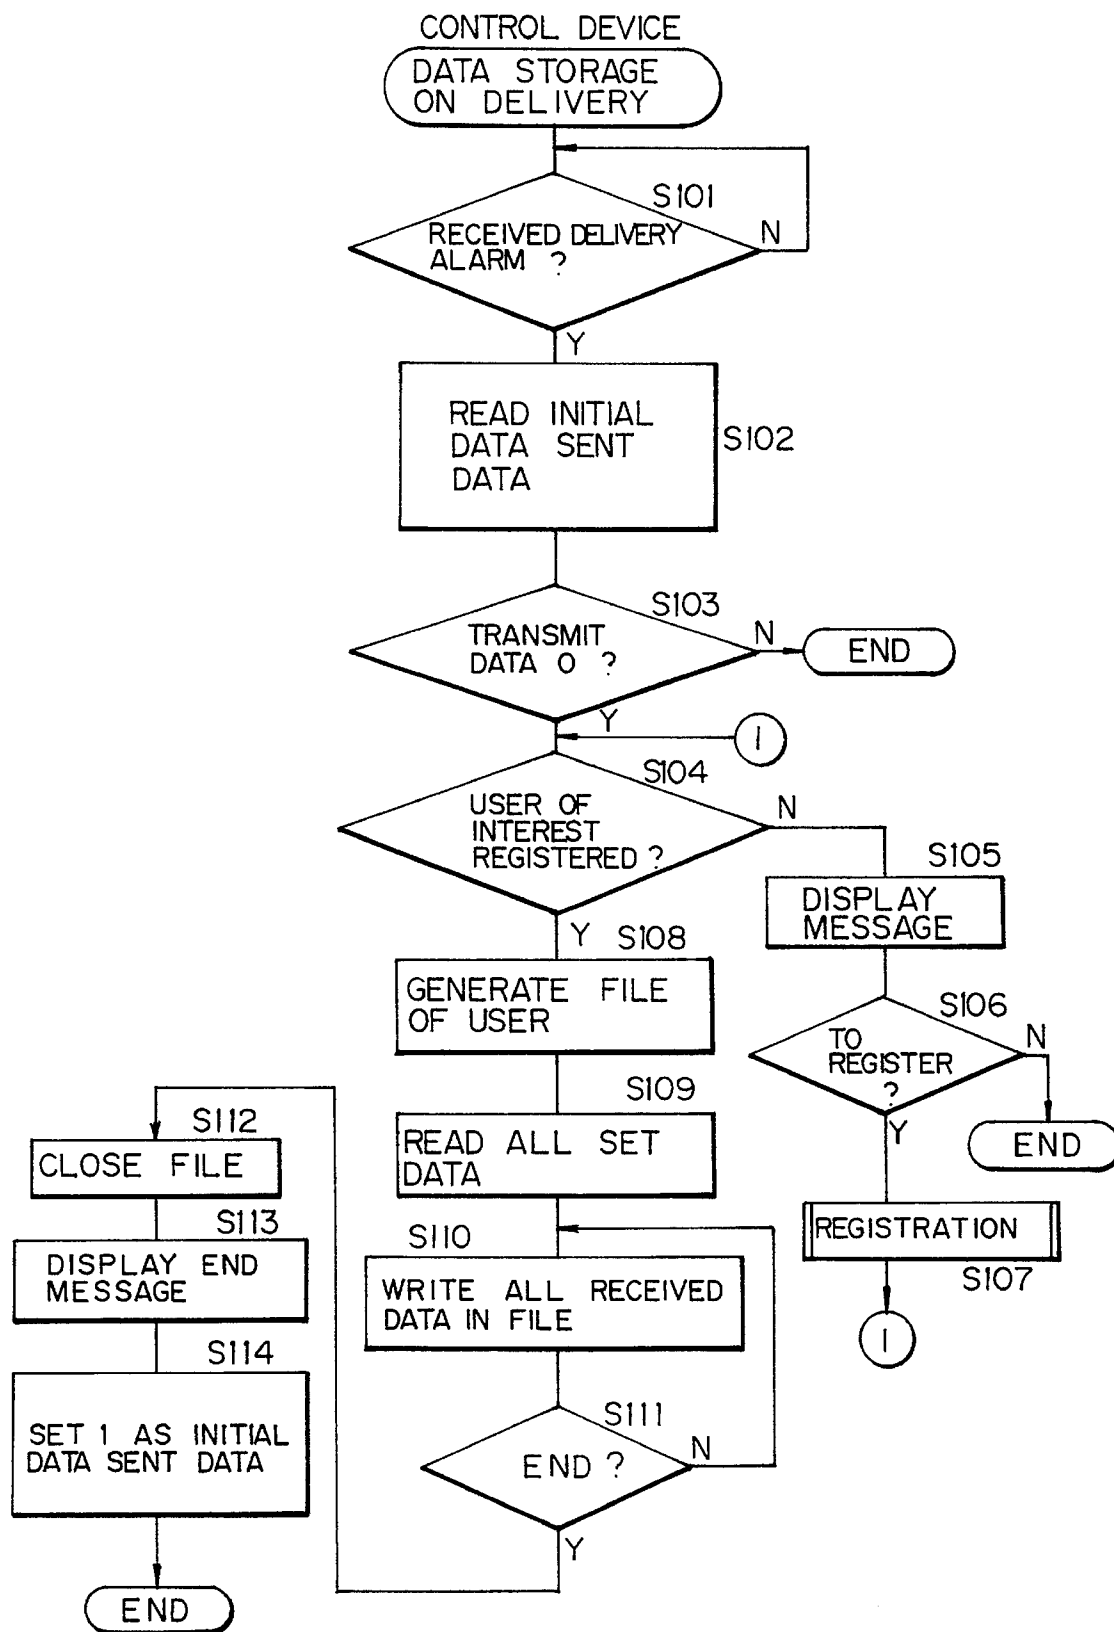 CONTROL DEVICE
DATA STORAGE
ON DELIVERY
S101
RECEIVED DELIVERY
ALARM ?
N
Y
READ INITIAL
DATA SENT
DATA
S102
S103
TRANSMIT
DATA 0 ?
N
END
Y
1
S104
USER OF
INTEREST
REGISTERED ?
N
Y
S105
DISPLAY
MESSAGE
S106
TO
REGISTER
?
N
END
Y
REGISTRATION
S107
1
S108
GENERATE FILE
OF USER
S109
READ ALL SET
DATA
S110
WRITE ALL RECEIVED
DATA IN FILE
S111
END ?
N
Y
S112
CLOSE FILE
S113
DISPLAY END
MESSAGE
S114
SET 1 AS INITIAL
DATA SENT DATA
END